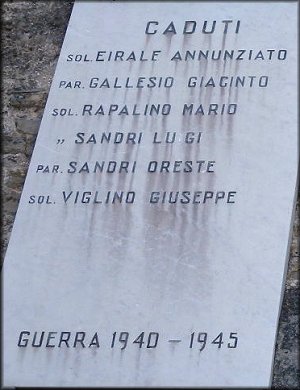 CADUTI
SOL. EIRALE ANNUNZIATO
PAR. GALLESIO GIACINTO
SOL. RAPALINO MARIO
„ SANDRI LUIGI
PAR. SANDRI ORESTE
SOL. VIGLINO GIUSEPPE
GUERRA 1940 - 1945